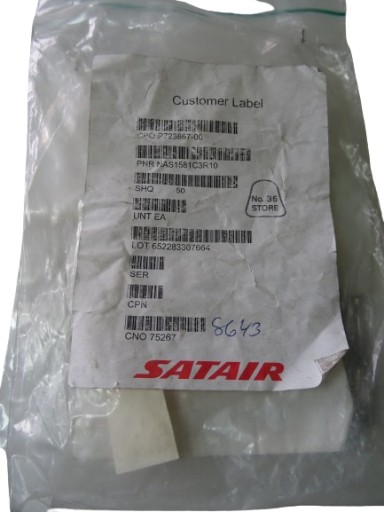 Customer Label
CPO P723867-00
PNR NAS1581C3R10
SHQ 50
No. 36
STORE
UNT EA
LOT 652283307664
SER
CPN
CNO 75267
8643
SATAIR